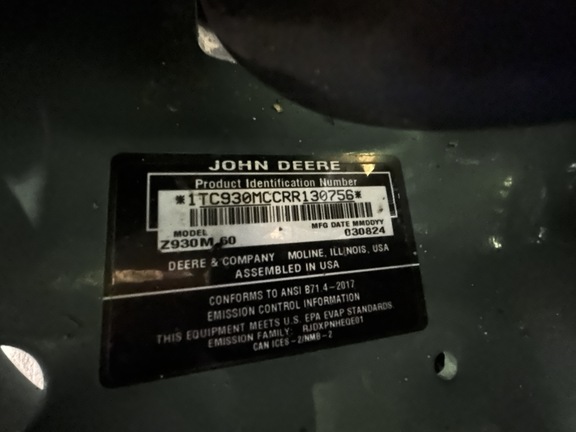 JOHN DEERE
Product Identification Number
*1TC930MCCRR130756*
MODEL MFG DATE MMDDYY
Z930M-60 030824
DEERE & COMPANY MOLINE, ILLINOIS, USA
ASSEMBLED IN USA
CONFORMS TO ANSI B71.4-2017
EMISSION CONTROL INFORMATION
THIS EQUIPMENT MEETS U.S. EPA EVAP STANDARDS
EMISSION FAMILY: RJDXPNHEQE01
CAN ICES-2/NMB-2